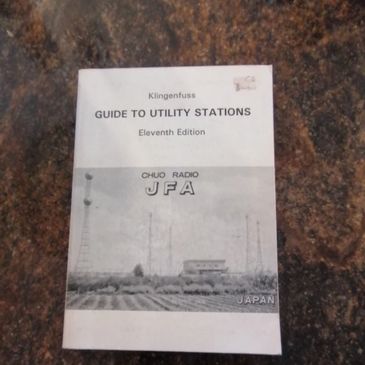 Klingenfuss
GUIDE TO UTILITY STATIONS
Eleventh Edition
CHUO RADIO
JFA
JAPAN